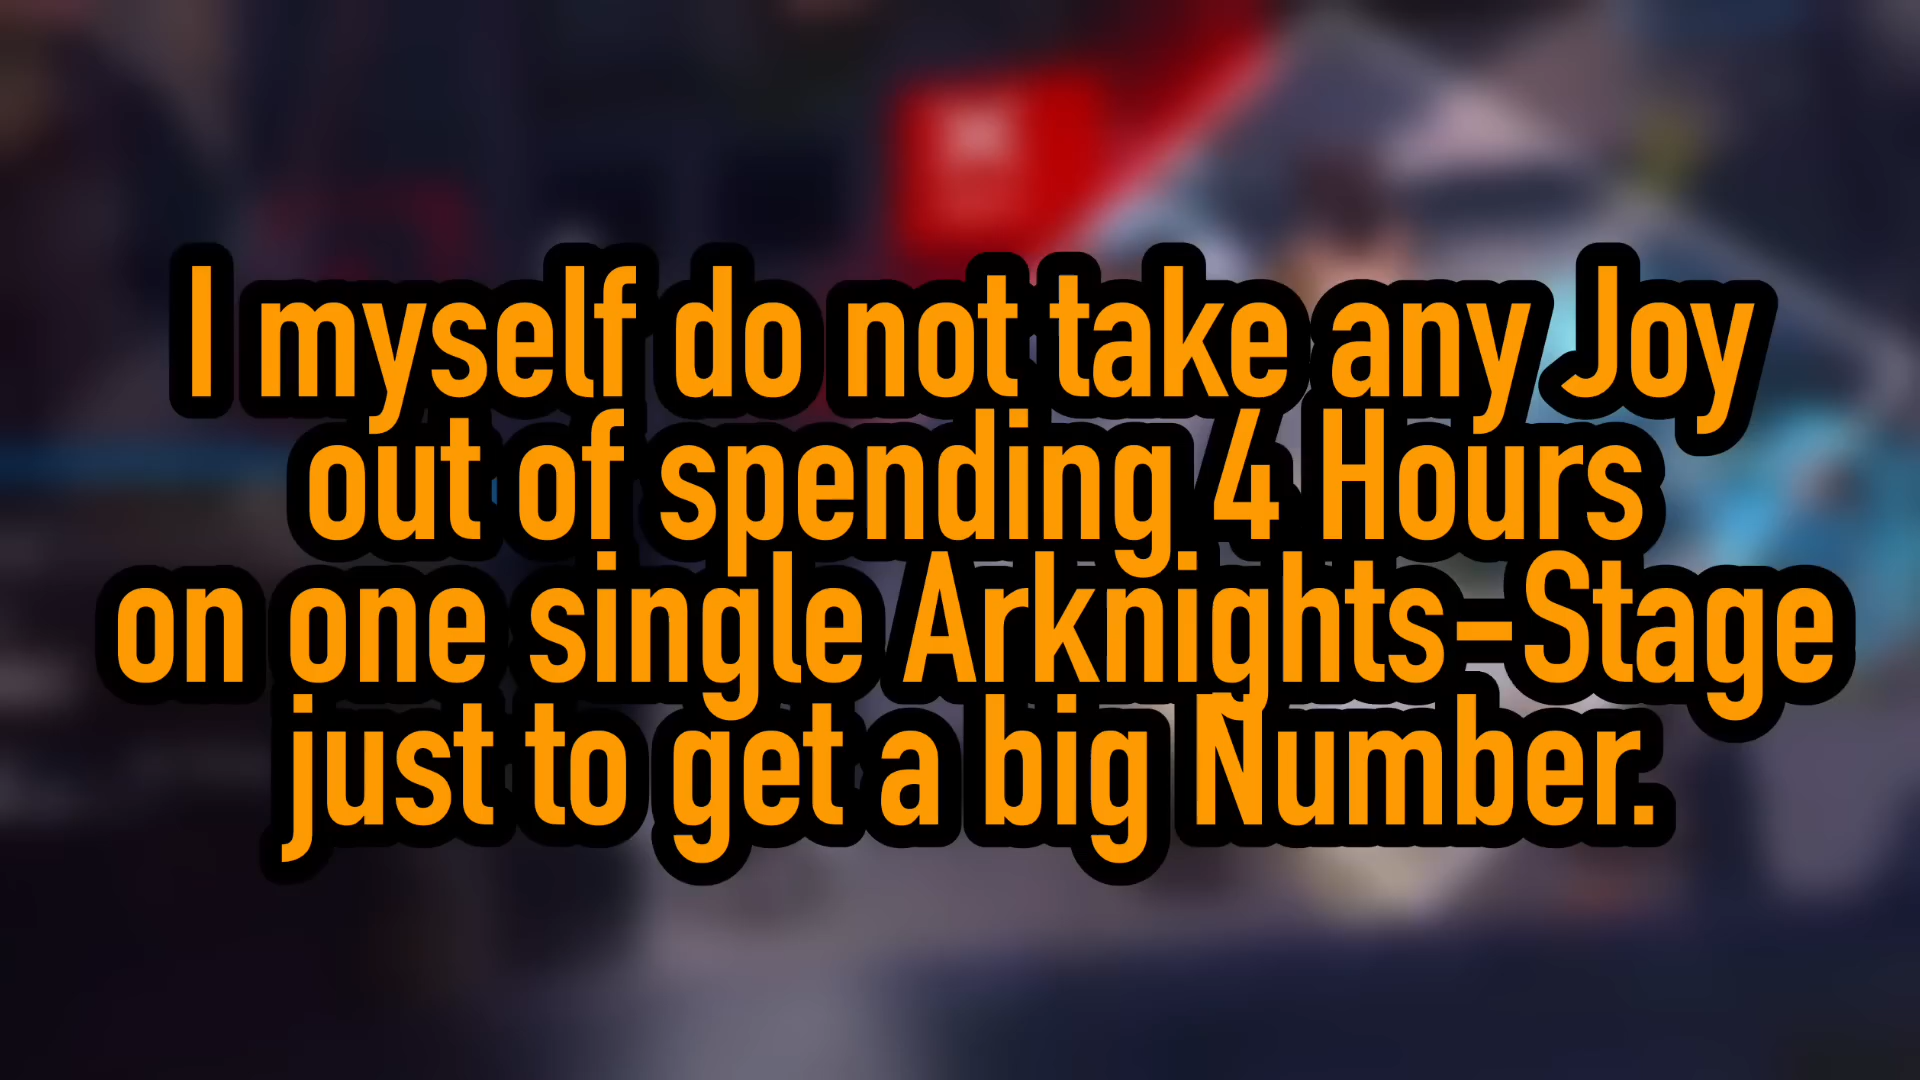 I myself do not take any Joy
out of spending 4 Hours
on one single Arknights-Stage
just to get a big Number.